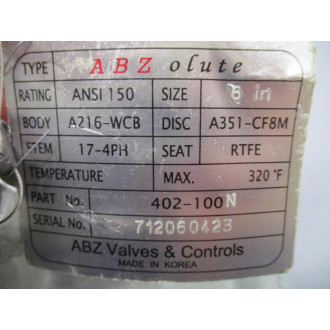 TYPE ABZ olute
RATING ANSI 150 SIZE 6 in
BODY A216-WCB DISC A351-CF8M
STEM 17-4PH SEAT RTFE
TEMPERATURE MAX. 320 °F
PART No. 402-100N
SERIAL No. 712060423
ABZ Valves & Controls
MADE IN KOREA